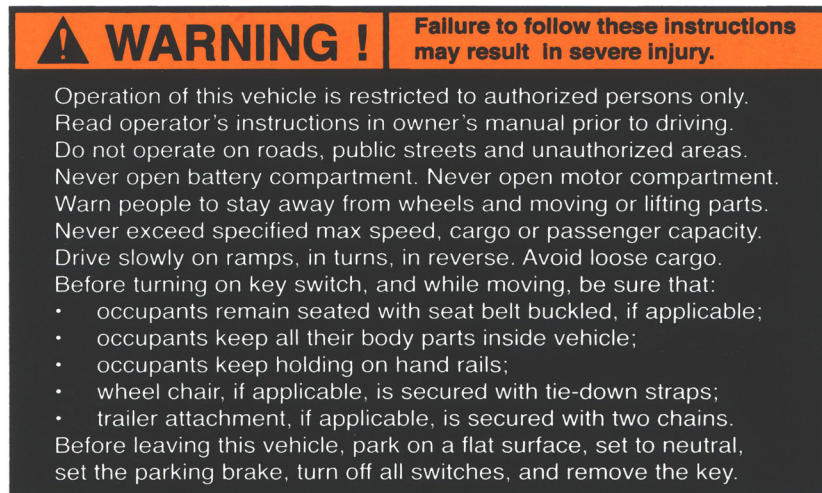 WARNING !
Failure to follow these instructions
may result in severe injury.
Operation of this vehicle is restricted to authorized persons only.
Read operator's instructions in owner's manual prior to driving.
Do not operate on roads, public streets and unauthorized areas.
Never open battery compartment. Never open motor compartment.
Warn people to stay away from wheels and moving or lifting parts.
Never exceed specified max speed, cargo or passenger capacity.
Drive slowly on ramps, in turns, in reverse. Avoid loose cargo.
Before turning on key switch, and while moving, be sure that:
• occupants remain seated with seat belt buckled, if applicable;
• occupants keep all their body parts inside vehicle;
• occupants keep holding on hand rails;
• wheel chair, if applicable, is secured with tie-down straps;
• trailer attachment, if applicable, is secured with two chains.
Before leaving this vehicle, park on a flat surface, set to neutral,
set the parking brake, turn off all switches, and remove the key.